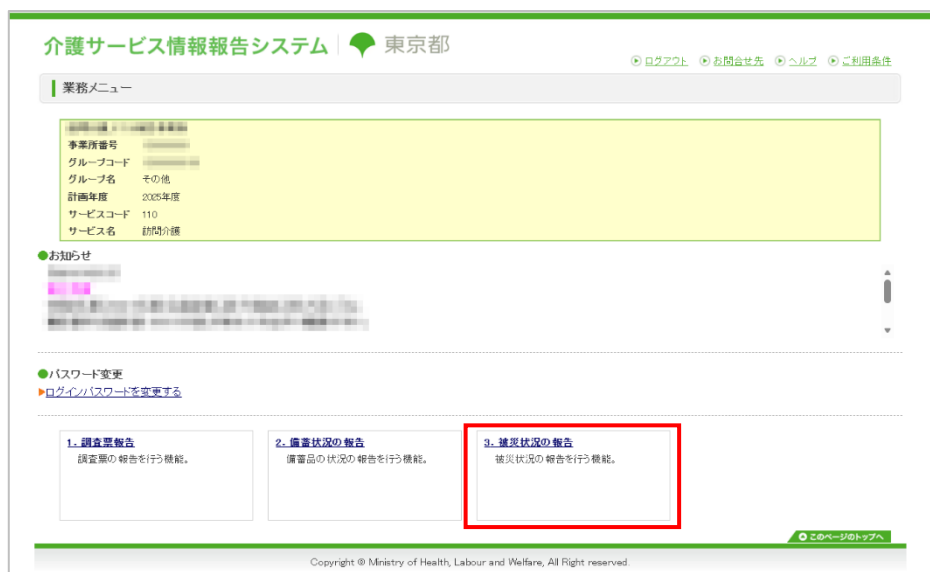 介護サービス情報報告システム 東京都
ログアウト お問合せ先 ヘルプ ご利用条件
業務メニュー
事業所番号
グループコード
グループ名 その他
計画年度 2025年度
サービスコード 110
サービス名 訪問介護
●お知らせ
●パスワード変更
ログインパスワードを変更する
1. 調査票報告
調査票の報告を行う機能。
2. 備蓄状況の報告
備蓄品の状況の報告を行う機能。
3. 被災状況の報告
被災状況の報告を行う機能。
このページのトップへ
Copyright © Ministry of Health, Labour and Welfare, All Right reserved.